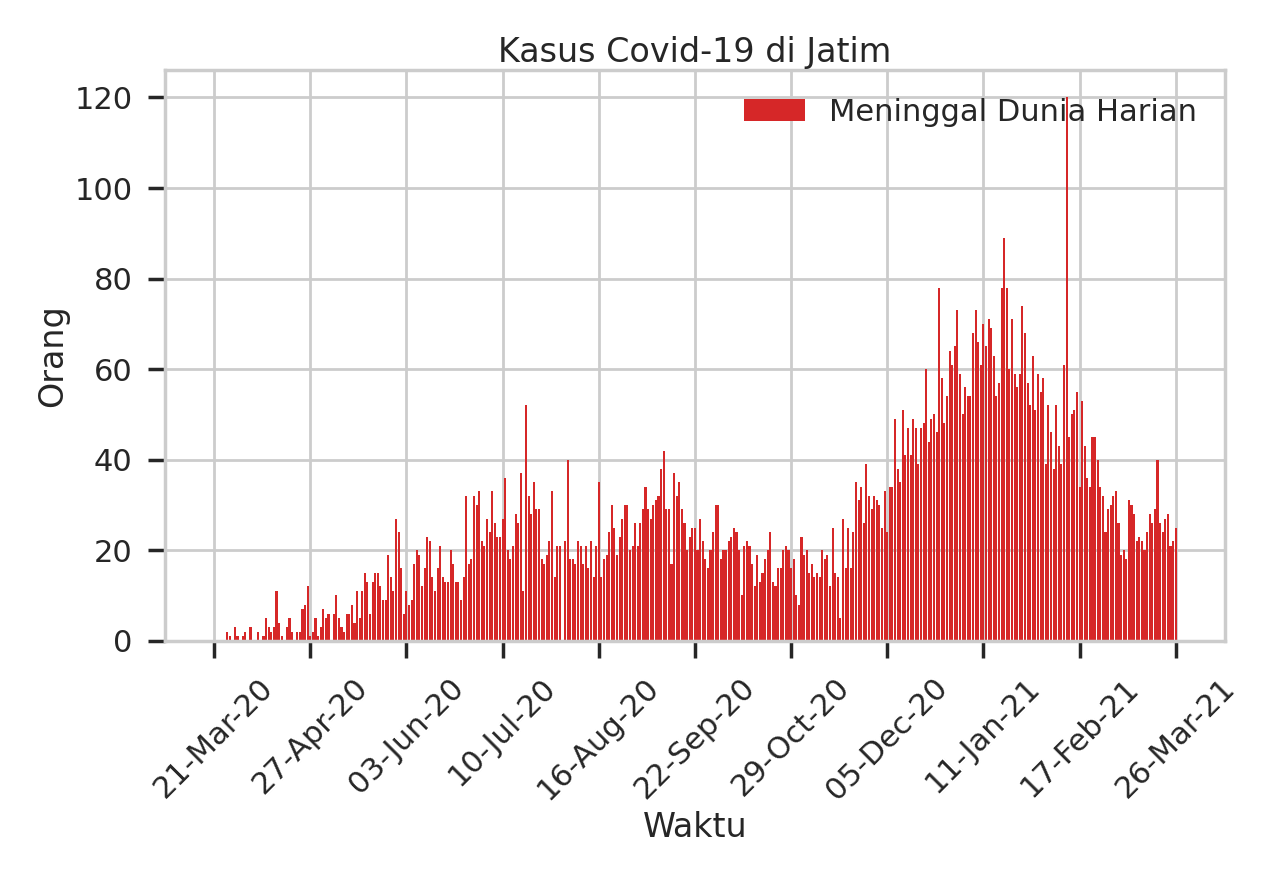 Kasus Covid-19 di Jatim
Meninggal Dunia Harian
120
100
80
60
40
20
0
Orang
21-Mar-20
27-Apr-20
03-Jun-20
10-Jul-20
16-Aug-20
22-Sep-20
29-Oct-20
05-Dec-20
11-Jan-21
17-Feb-21
26-Mar-21
Waktu